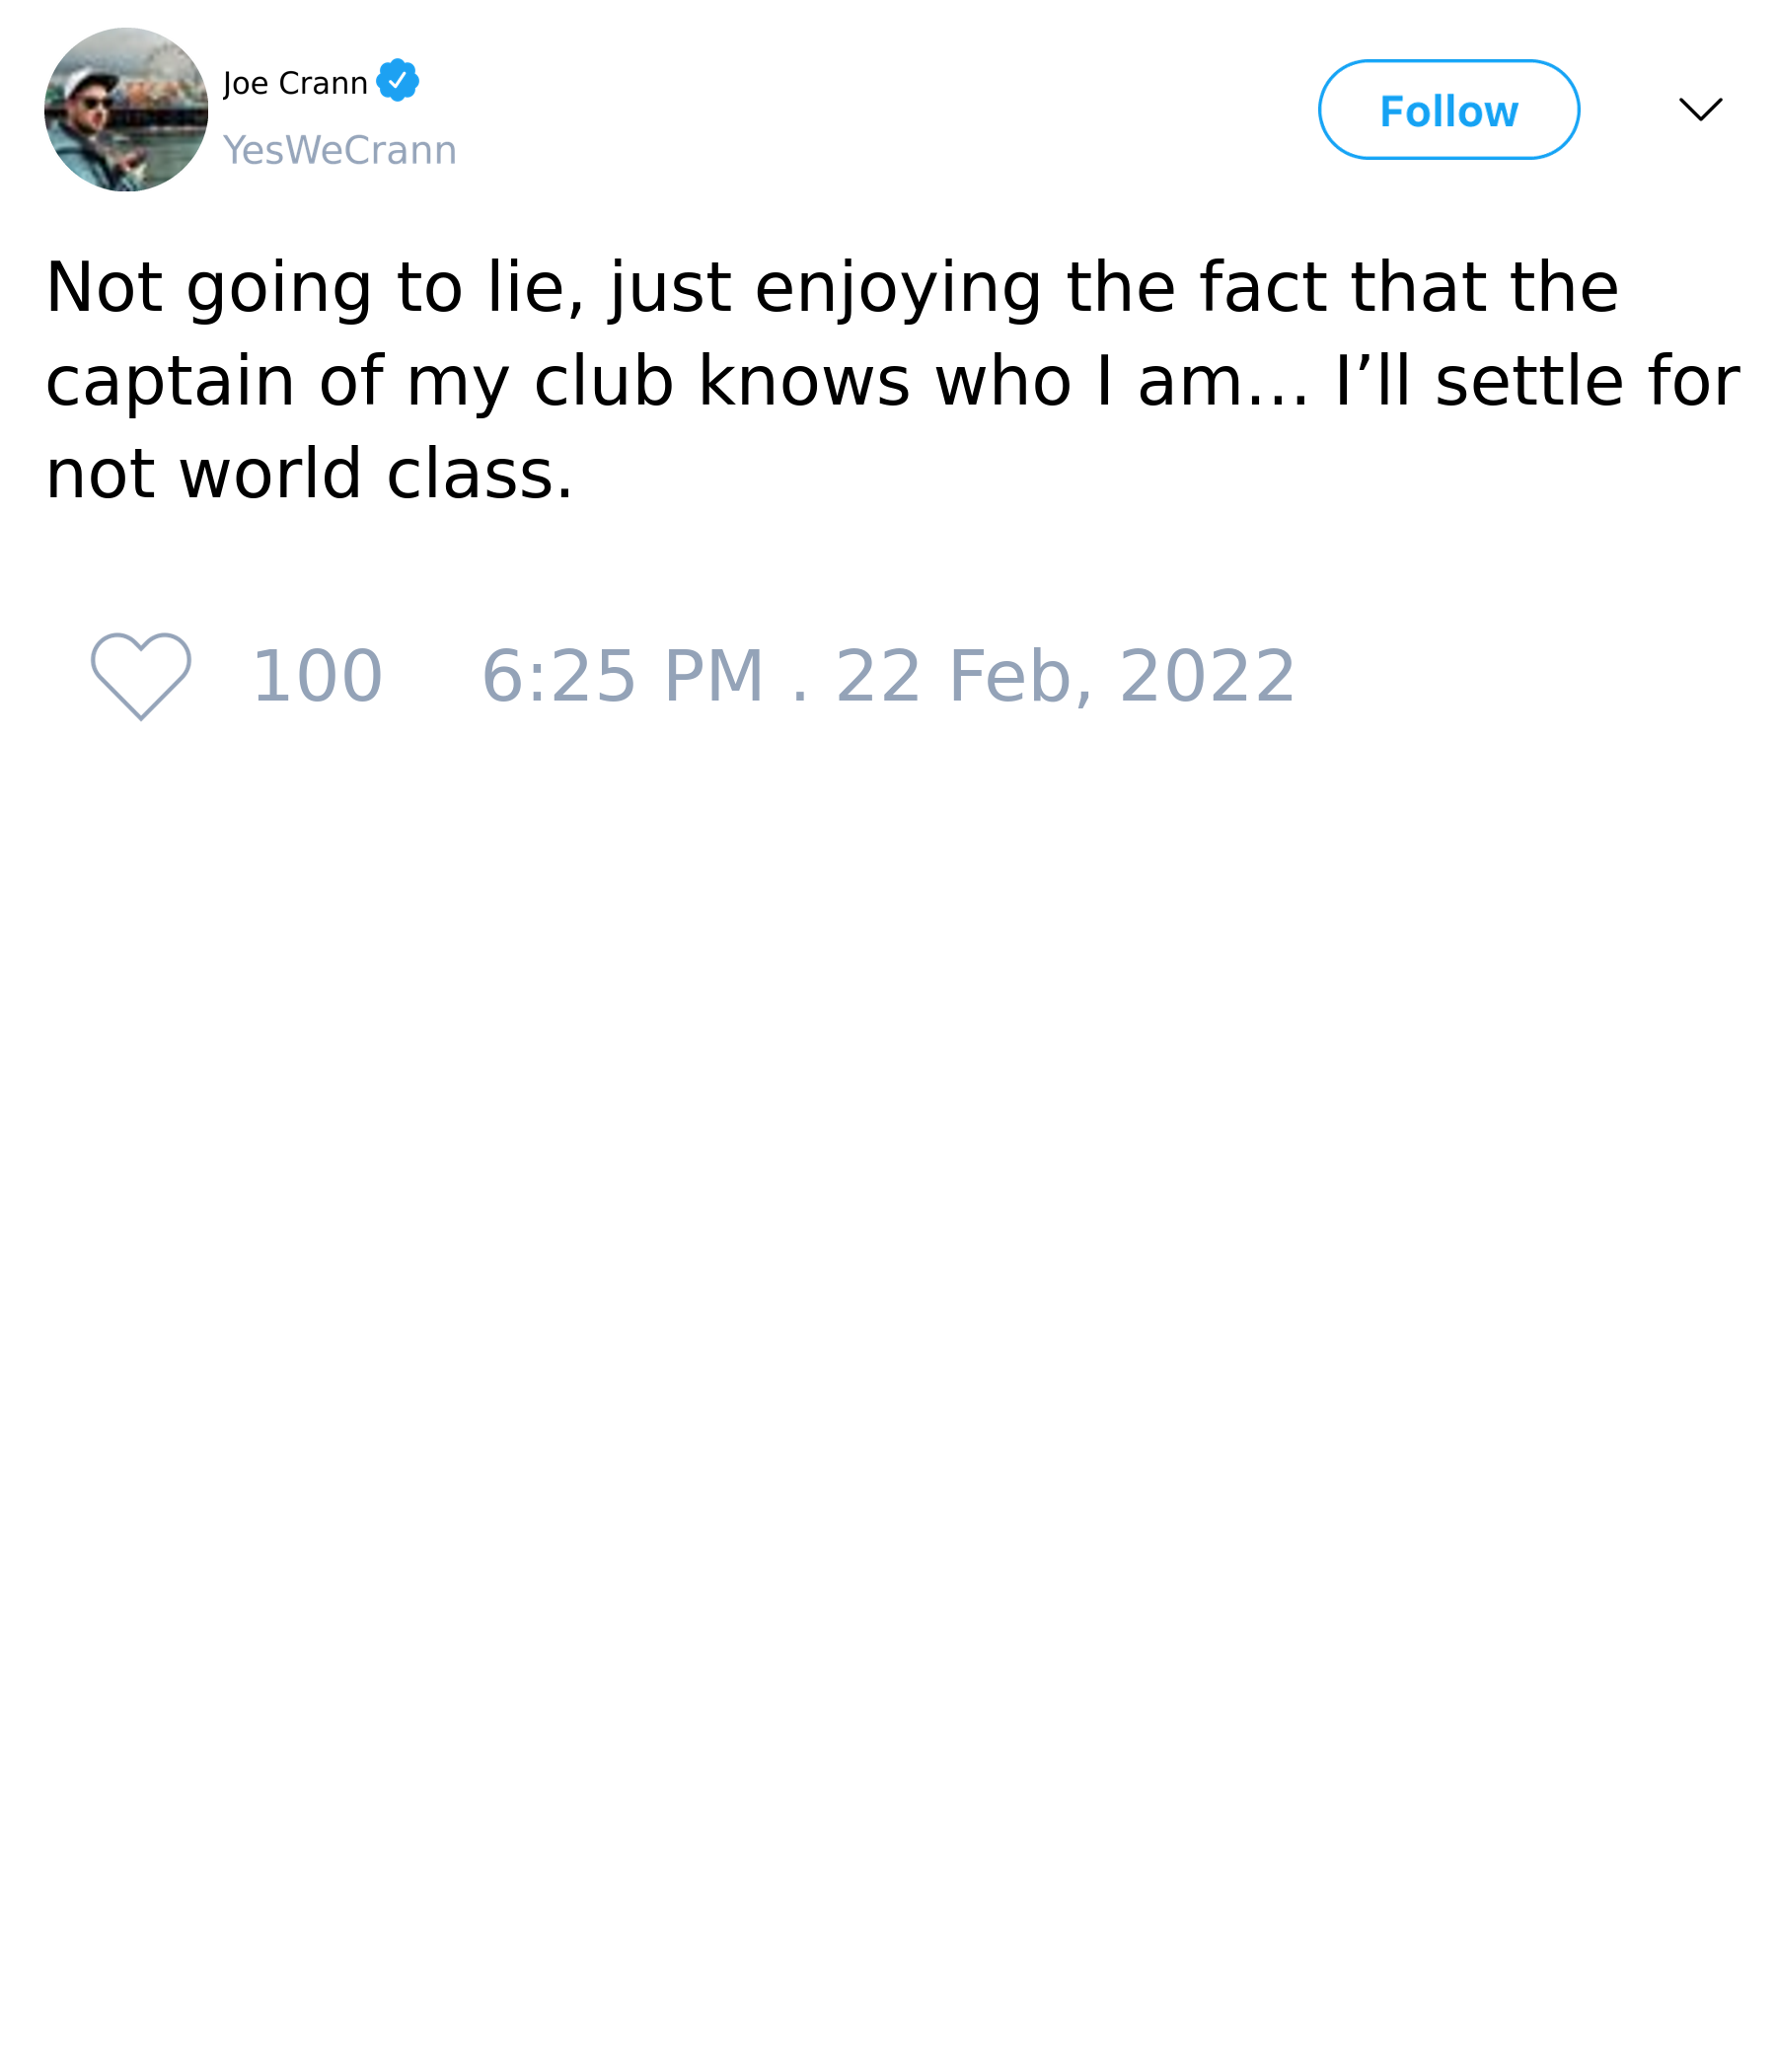 Joe Crann
YesWeCrann
Follow
Not going to lie, just enjoying the fact that the
captain of my club knows who I am... I’ll settle for
not world class.
100 6:25 PM . 22 Feb, 2022